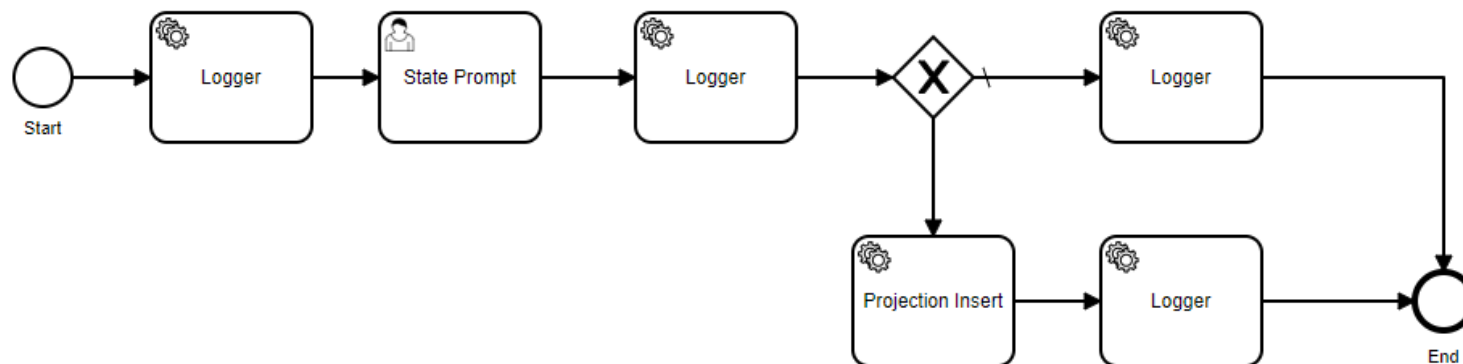 Logger
State Prompt
Logger
Logger
Start
Projection Insert
Logger
End